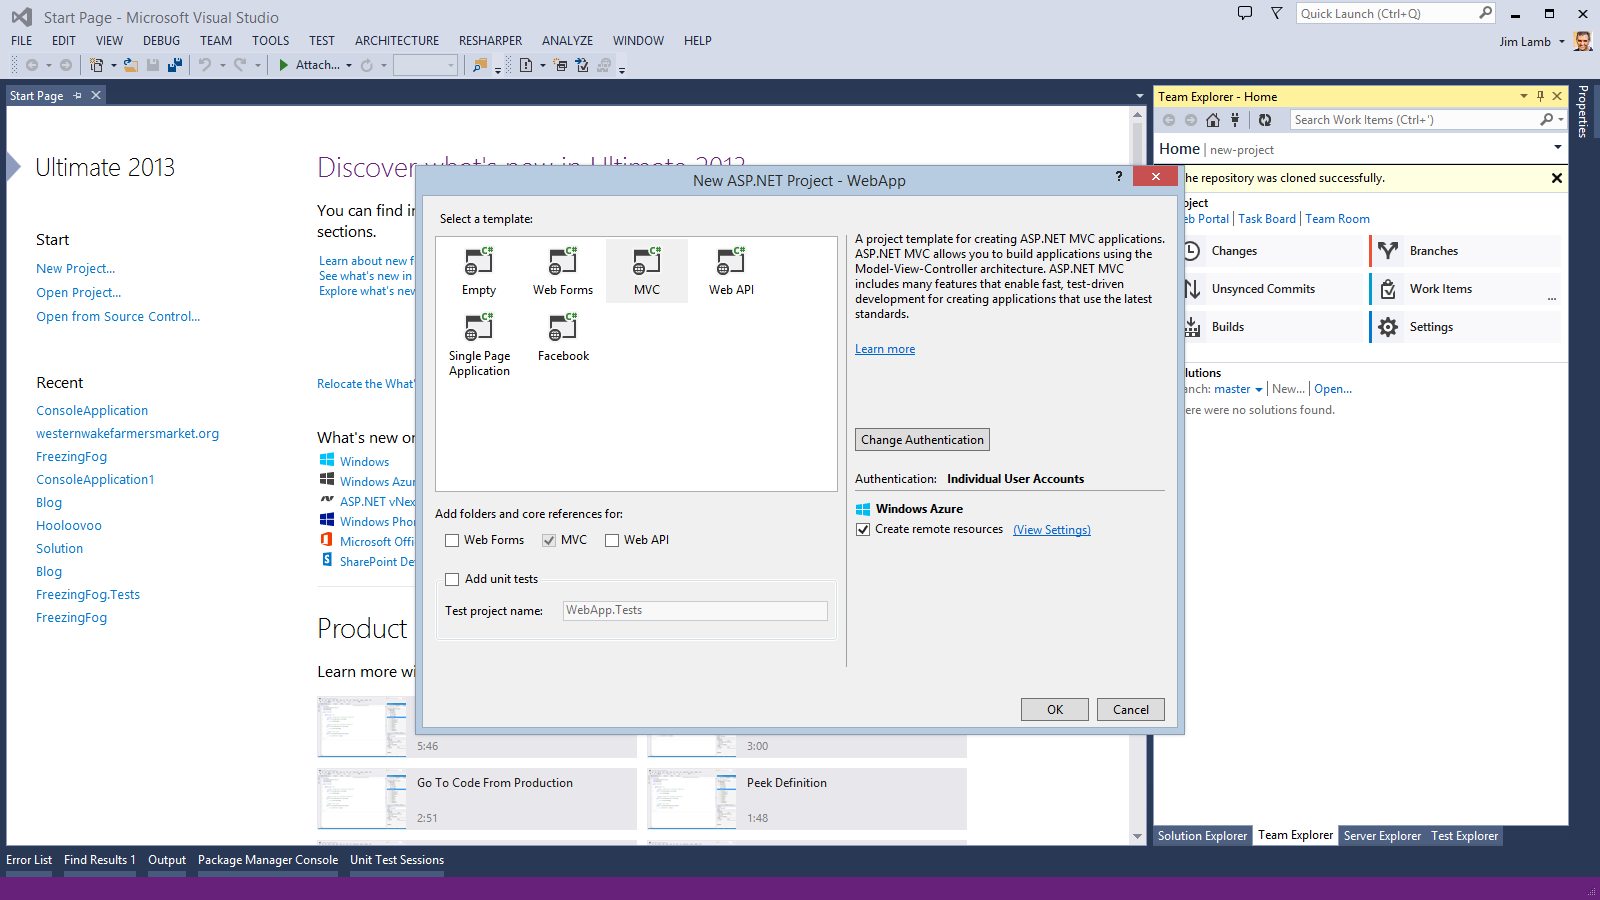 Start Page - Microsoft Visual Studio
Quick Launch (Ctrl+Q)
FILE EDIT VIEW DEBUG TEAM TOOLS TEST ARCHITECTURE RESHARPER ANALYZE WINDOW HELP
Jim Lamb
Attach...
Start Page
Ultimate 2013
Start
New Project...
Open Project...
Open from Source Control...
Recent
ConsoleApplication
westernwakefarmersmarket.org
FreezingFog
ConsoleApplication1
Blog
Hooloovoo
Solution
Blog
FreezingFog.Tests
FreezingFog
Discover what's new in Ultimate 2013
You can find in
sections.
Learn about new f
See what's new in
Explore what's new
Relocate the What'
What's new on
Windows
Windows Azur
ASP.NET vNex
Windows Phon
Microsoft Offi
SharePoint De
Product
Learn more wi
5:46
3:00
Go To Code From Production
2:51
Peek Definition
1:48
New ASP.NET Project - WebApp
?
Select a template:
Empty
Web Forms
MVC
Web API
Single Page
Application
Facebook
Add folders and core references for:
Web Forms MVC Web API
Add unit tests
Test project name: WebApp.Tests
A project template for creating ASP.NET MVC applications.
ASP.NET MVC allows you to build applications using the
Model-View-Controller architecture. ASP.NET MVC
includes many features that enable fast, test-driven
development for creating applications that use the latest
standards.
Learn more
Change Authentication
Authentication: Individual User Accounts
Windows Azure
Create remote resources (View Settings)
OK Cancel
Team Explorer - Home
Search Work Items (Ctrl+')
Home | new-project
he repository was cloned successfully.
oject
eb Portal | Task Board | Team Room
Changes
Branches
Unsynced Commits
Work Items
...
Builds
Settings
lutions
anch: master | New... | Open...
ere were no solutions found.
Properties
Solution Explorer Team Explorer Server Explorer Test Explorer
Error List Find Results 1 Output Package Manager Console Unit Test Sessions